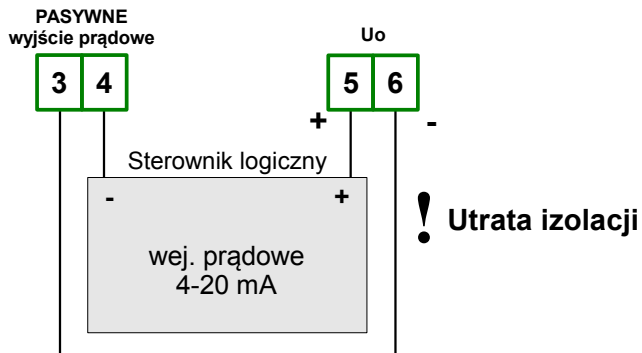 PASYWNE
wyjście prądowe
Uo
3 4
5 6
+ -
Sterownik logiczny
- +
! Utrata izolacji
wej. prądowe
4-20 mA